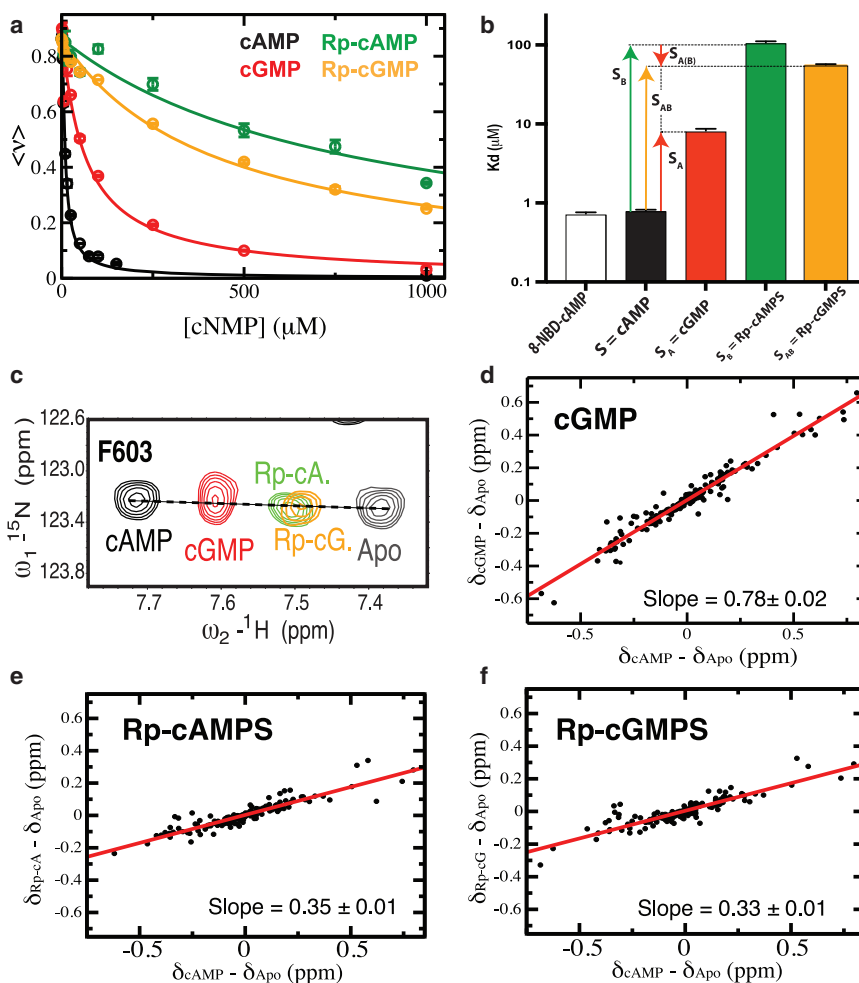 a
cAMP Rp-cAMP
cGMP Rp-cGMP
<ν>
0.8
0.6
0.4
0.2
0
0 500 1000
[cNMP] (μM)
b
Kd (μM)
100
10
1
0.1
S_B
S_A(B)
S_AB
S_A
8-NBD-cAMP
S = cAMP
S_A = cGMP
S_B = Rp-cAMPS
S_AB = Rp-cGMPS
c
ω1 - 15N (ppm)
122.6
123.0
123.4
123.8
F603
Rp-cA.
cAMP cGMP Rp-cG. Apo
7.7 7.6 7.5 7.4
ω2 - 1H (ppm)
d
cGMP
δcGMP - δApo (ppm)
0.6
0.4
0.2
0
-0.2
-0.4
-0.6
Slope = 0.78± 0.02
-0.5 0 0.5
δcAMP - δApo (ppm)
e
Rp-cAMPS
δRp-cA - δApo (ppm)
0.6
0.4
0.2
0
-0.2
-0.4
-0.6
Slope = 0.35 ± 0.01
-0.5 0 0.5
δcAMP - δApo (ppm)
f
Rp-cGMPS
δRp-cG - δApo (ppm)
0.6
0.4
0.2
0
-0.2
-0.4
-0.6
Slope = 0.33 ± 0.01
-0.5 0 0.5
δcAMP - δApo (ppm)